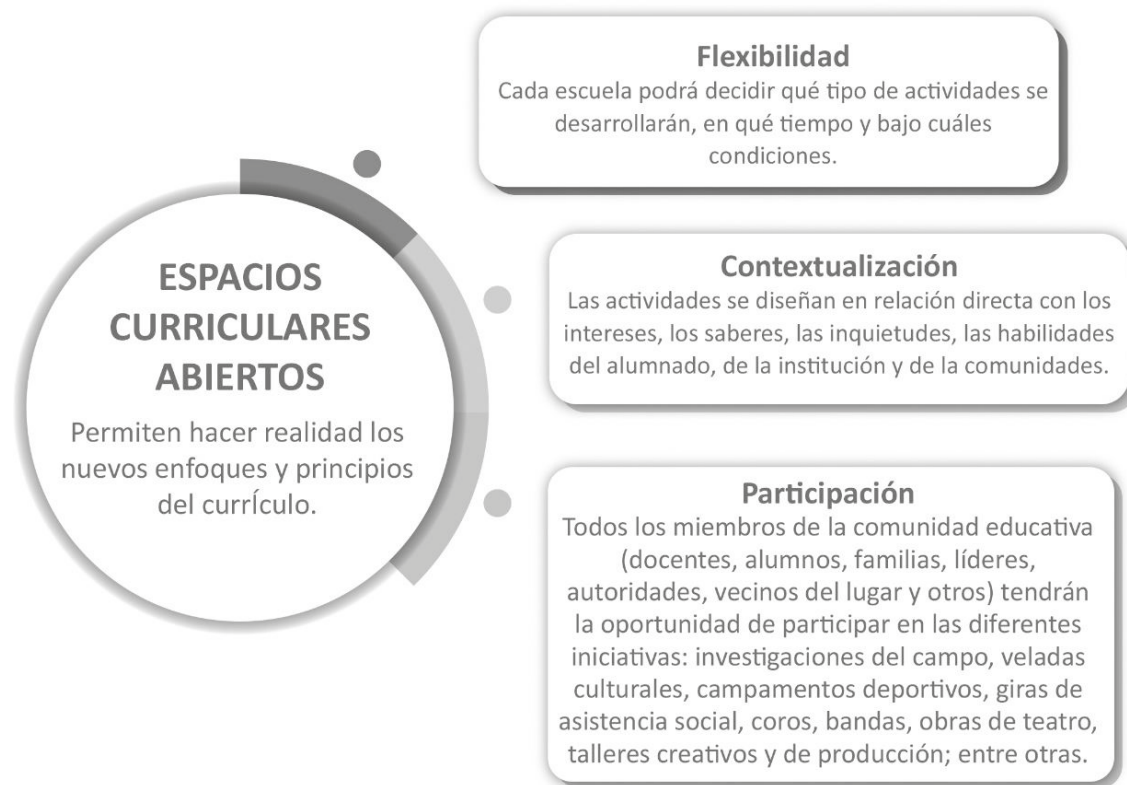 ESPACIOS
CURRICULARES
ABIERTOS
Permiten hacer realidad los
nuevos enfoques y principios
del currÍculo.
Flexibilidad
Cada escuela podrá decidir qué tipo de actividades se
desarrollarán, en qué tiempo y bajo cuáles
condiciones.
Contextualización
Las actividades se diseñan en relación directa con los
intereses, los saberes, las inquietudes, las habilidades
del alumnado, de la institución y de la comunidades.
Participación
Todos los miembros de la comunidad educativa
(docentes, alumnos, familias, líderes,
autoridades, vecinos del lugar y otros) tendrán
la oportunidad de participar en las diferentes
iniciativas: investigaciones del campo, veladas
culturales, campamentos deportivos, giras de
asistencia social, coros, bandas, obras de teatro,
talleres creativos y de producción; entre otras.